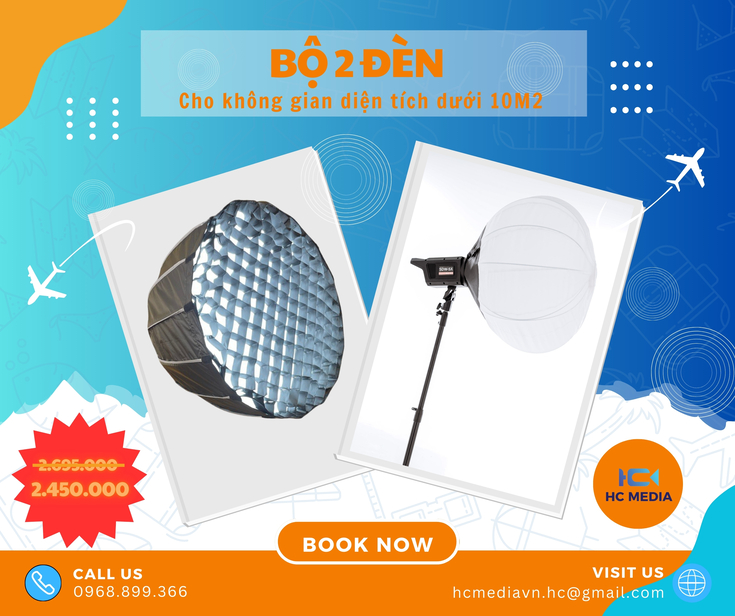 BỘ 2 ĐÈN
Cho không gian diện tích dưới 10M2
2.695.000
2.450.000
HC MEDIA
BOOK NOW
CALL US
0968.899.366
VISIT US
hcmediavn.hc@gmail.com